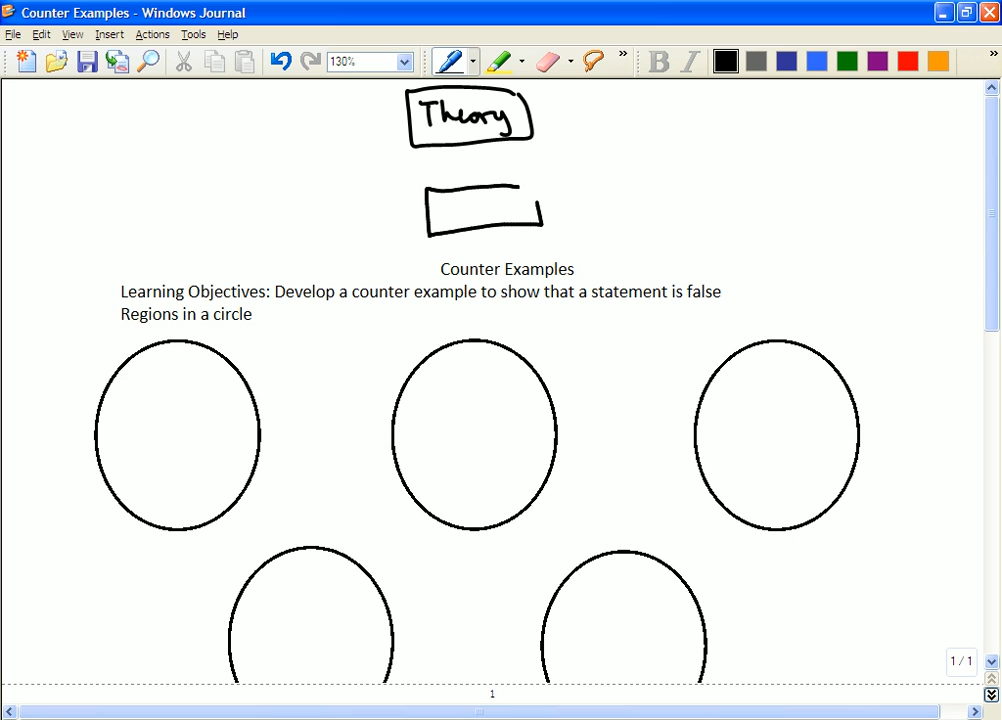 Counter Examples - Windows Journal
File Edit View Insert Actions Tools Help
130% » B I »
Theory
Counter Examples
Learning Objectives: Develop a counter example to show that a statement is false
Regions in a circle
1 / 1
1